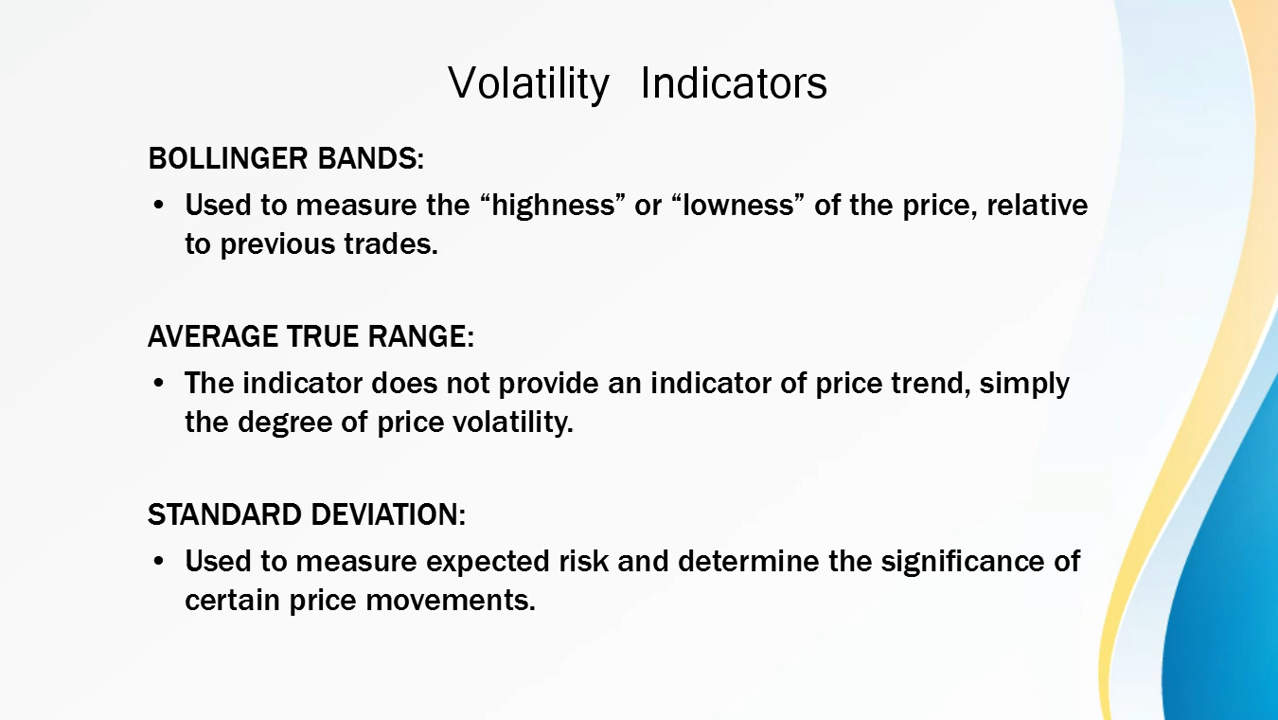 Volatility Indicators
BOLLINGER BANDS:
• Used to measure the “highness” or “lowness” of the price, relative
to previous trades.
AVERAGE TRUE RANGE:
• The indicator does not provide an indicator of price trend, simply
the degree of price volatility.
STANDARD DEVIATION:
• Used to measure expected risk and determine the significance of
certain price movements.